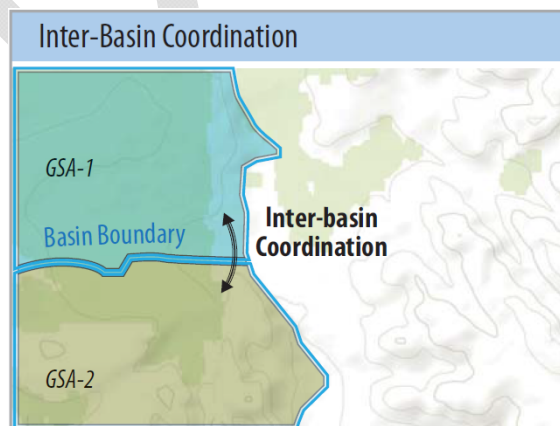 Inter-Basin Coordination
GSA-1
Basin Boundary
Inter-basin
Coordination
GSA-2